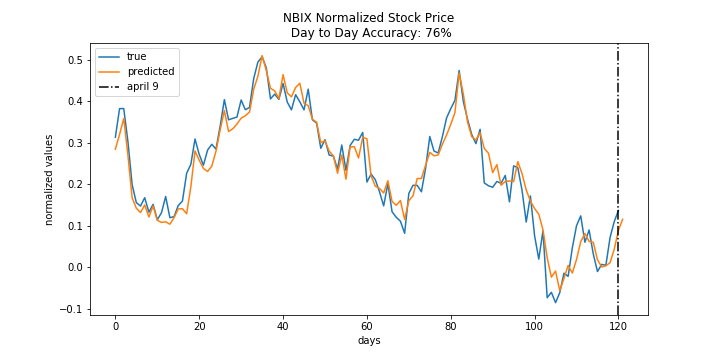 NBIX Normalized Stock Price
Day to Day Accuracy: 76%
true
predicted
april 9
normalized values
0.5
0.4
0.3
0.2
0.1
0.0
−0.1
0 20 40 60 80 100 120
days